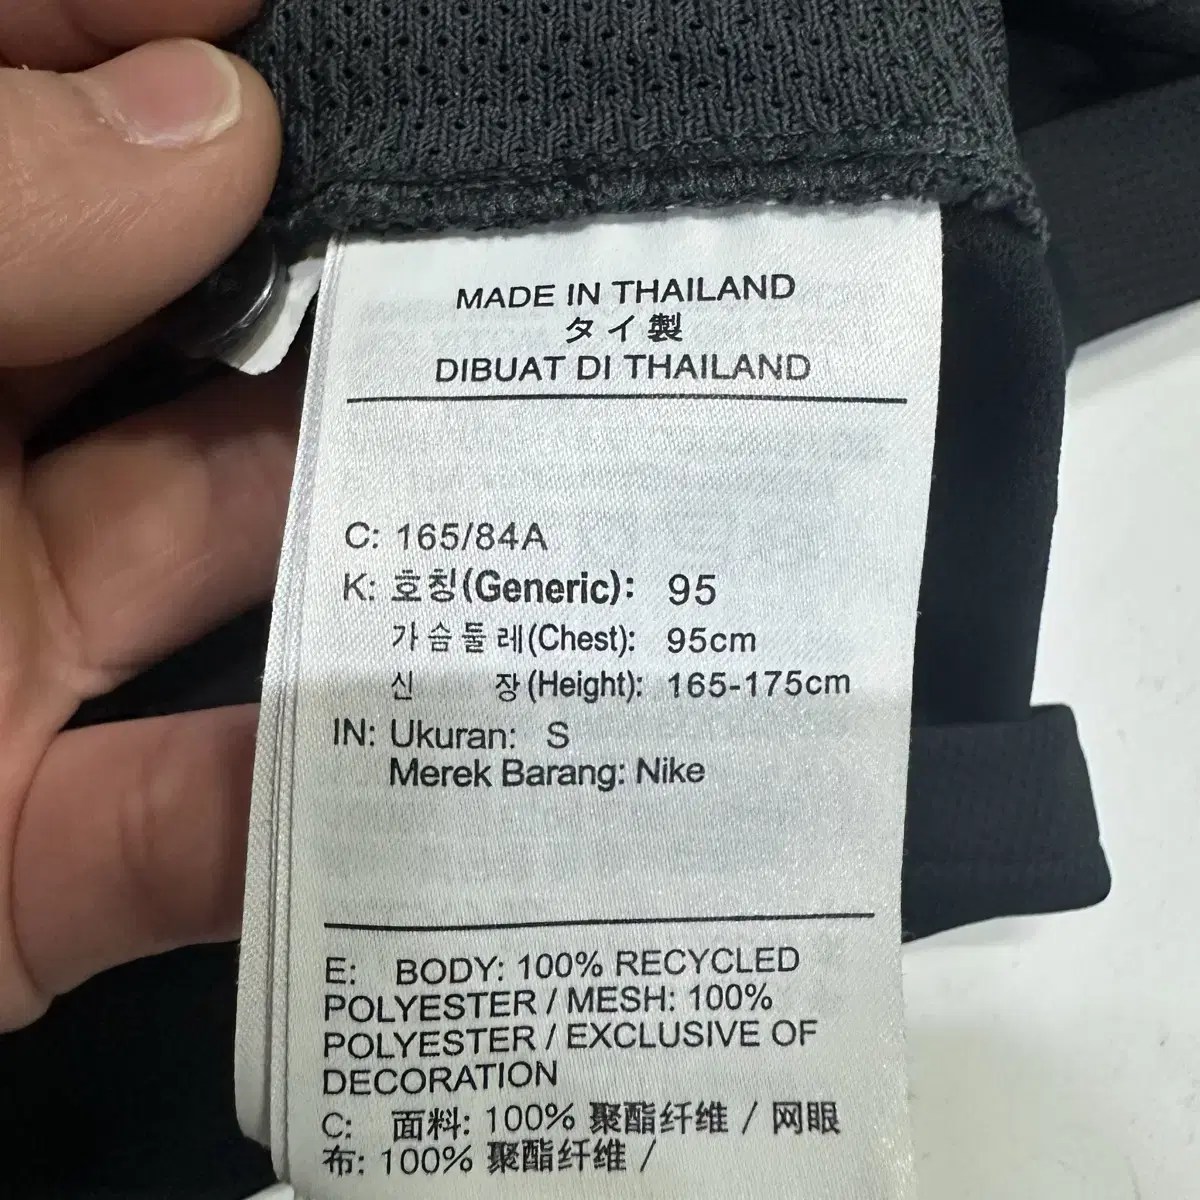 MADE IN THAILAND
タイ製
DIBUAT DI THAILAND
C: 165/84A
K: 호칭(Generic): 95
가슴둘레(Chest): 95cm
신 장(Height): 165-175cm
IN: Ukuran: S
Merek Barang: Nike
E: BODY: 100% RECYCLED
POLYESTER / MESH: 100%
POLYESTER / EXCLUSIVE OF
DECORATION
C: 面料: 100% 聚酯纤维 / 网眼
布: 100% 聚酯纤维 /